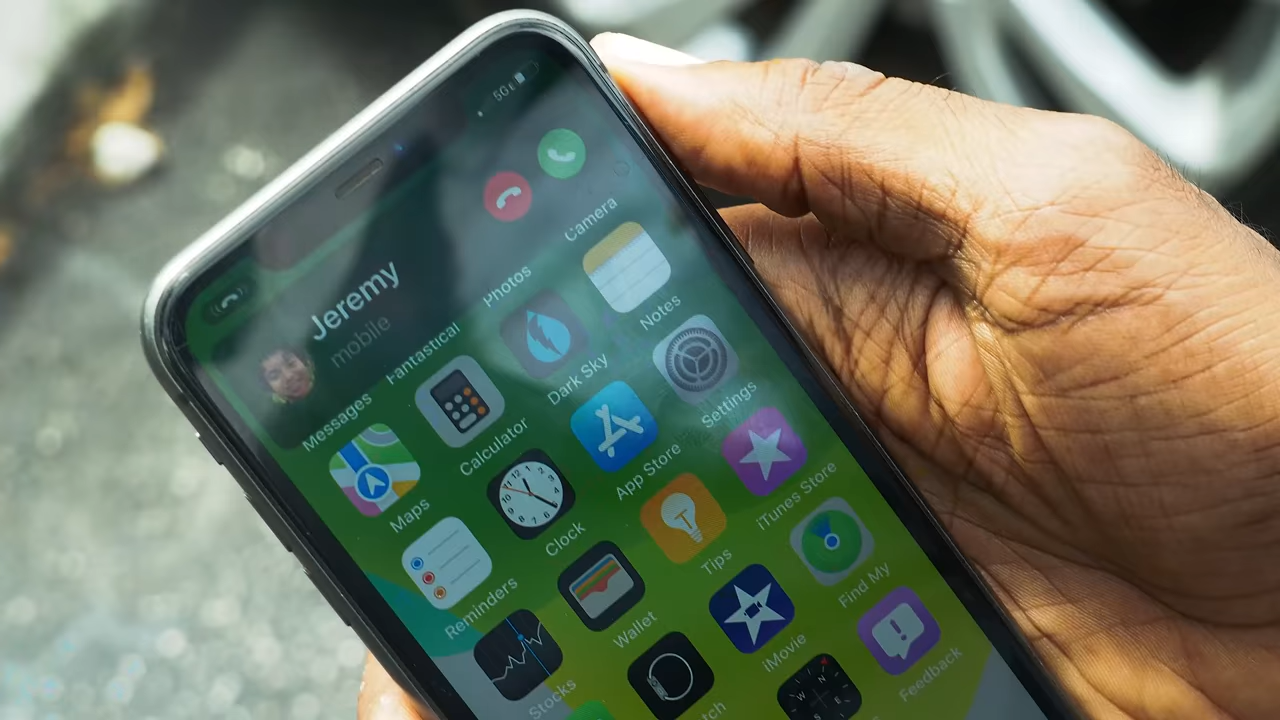 5G
Jeremy
mobile
Messages
Fantastical
Photos
Camera
Maps
Calculator
Dark Sky
Notes
Reminders
Clock
App Store
Settings
Stocks
Wallet
Tips
iTunes Store
tch
iMovie
Find My
Feedback
N
W
E
S